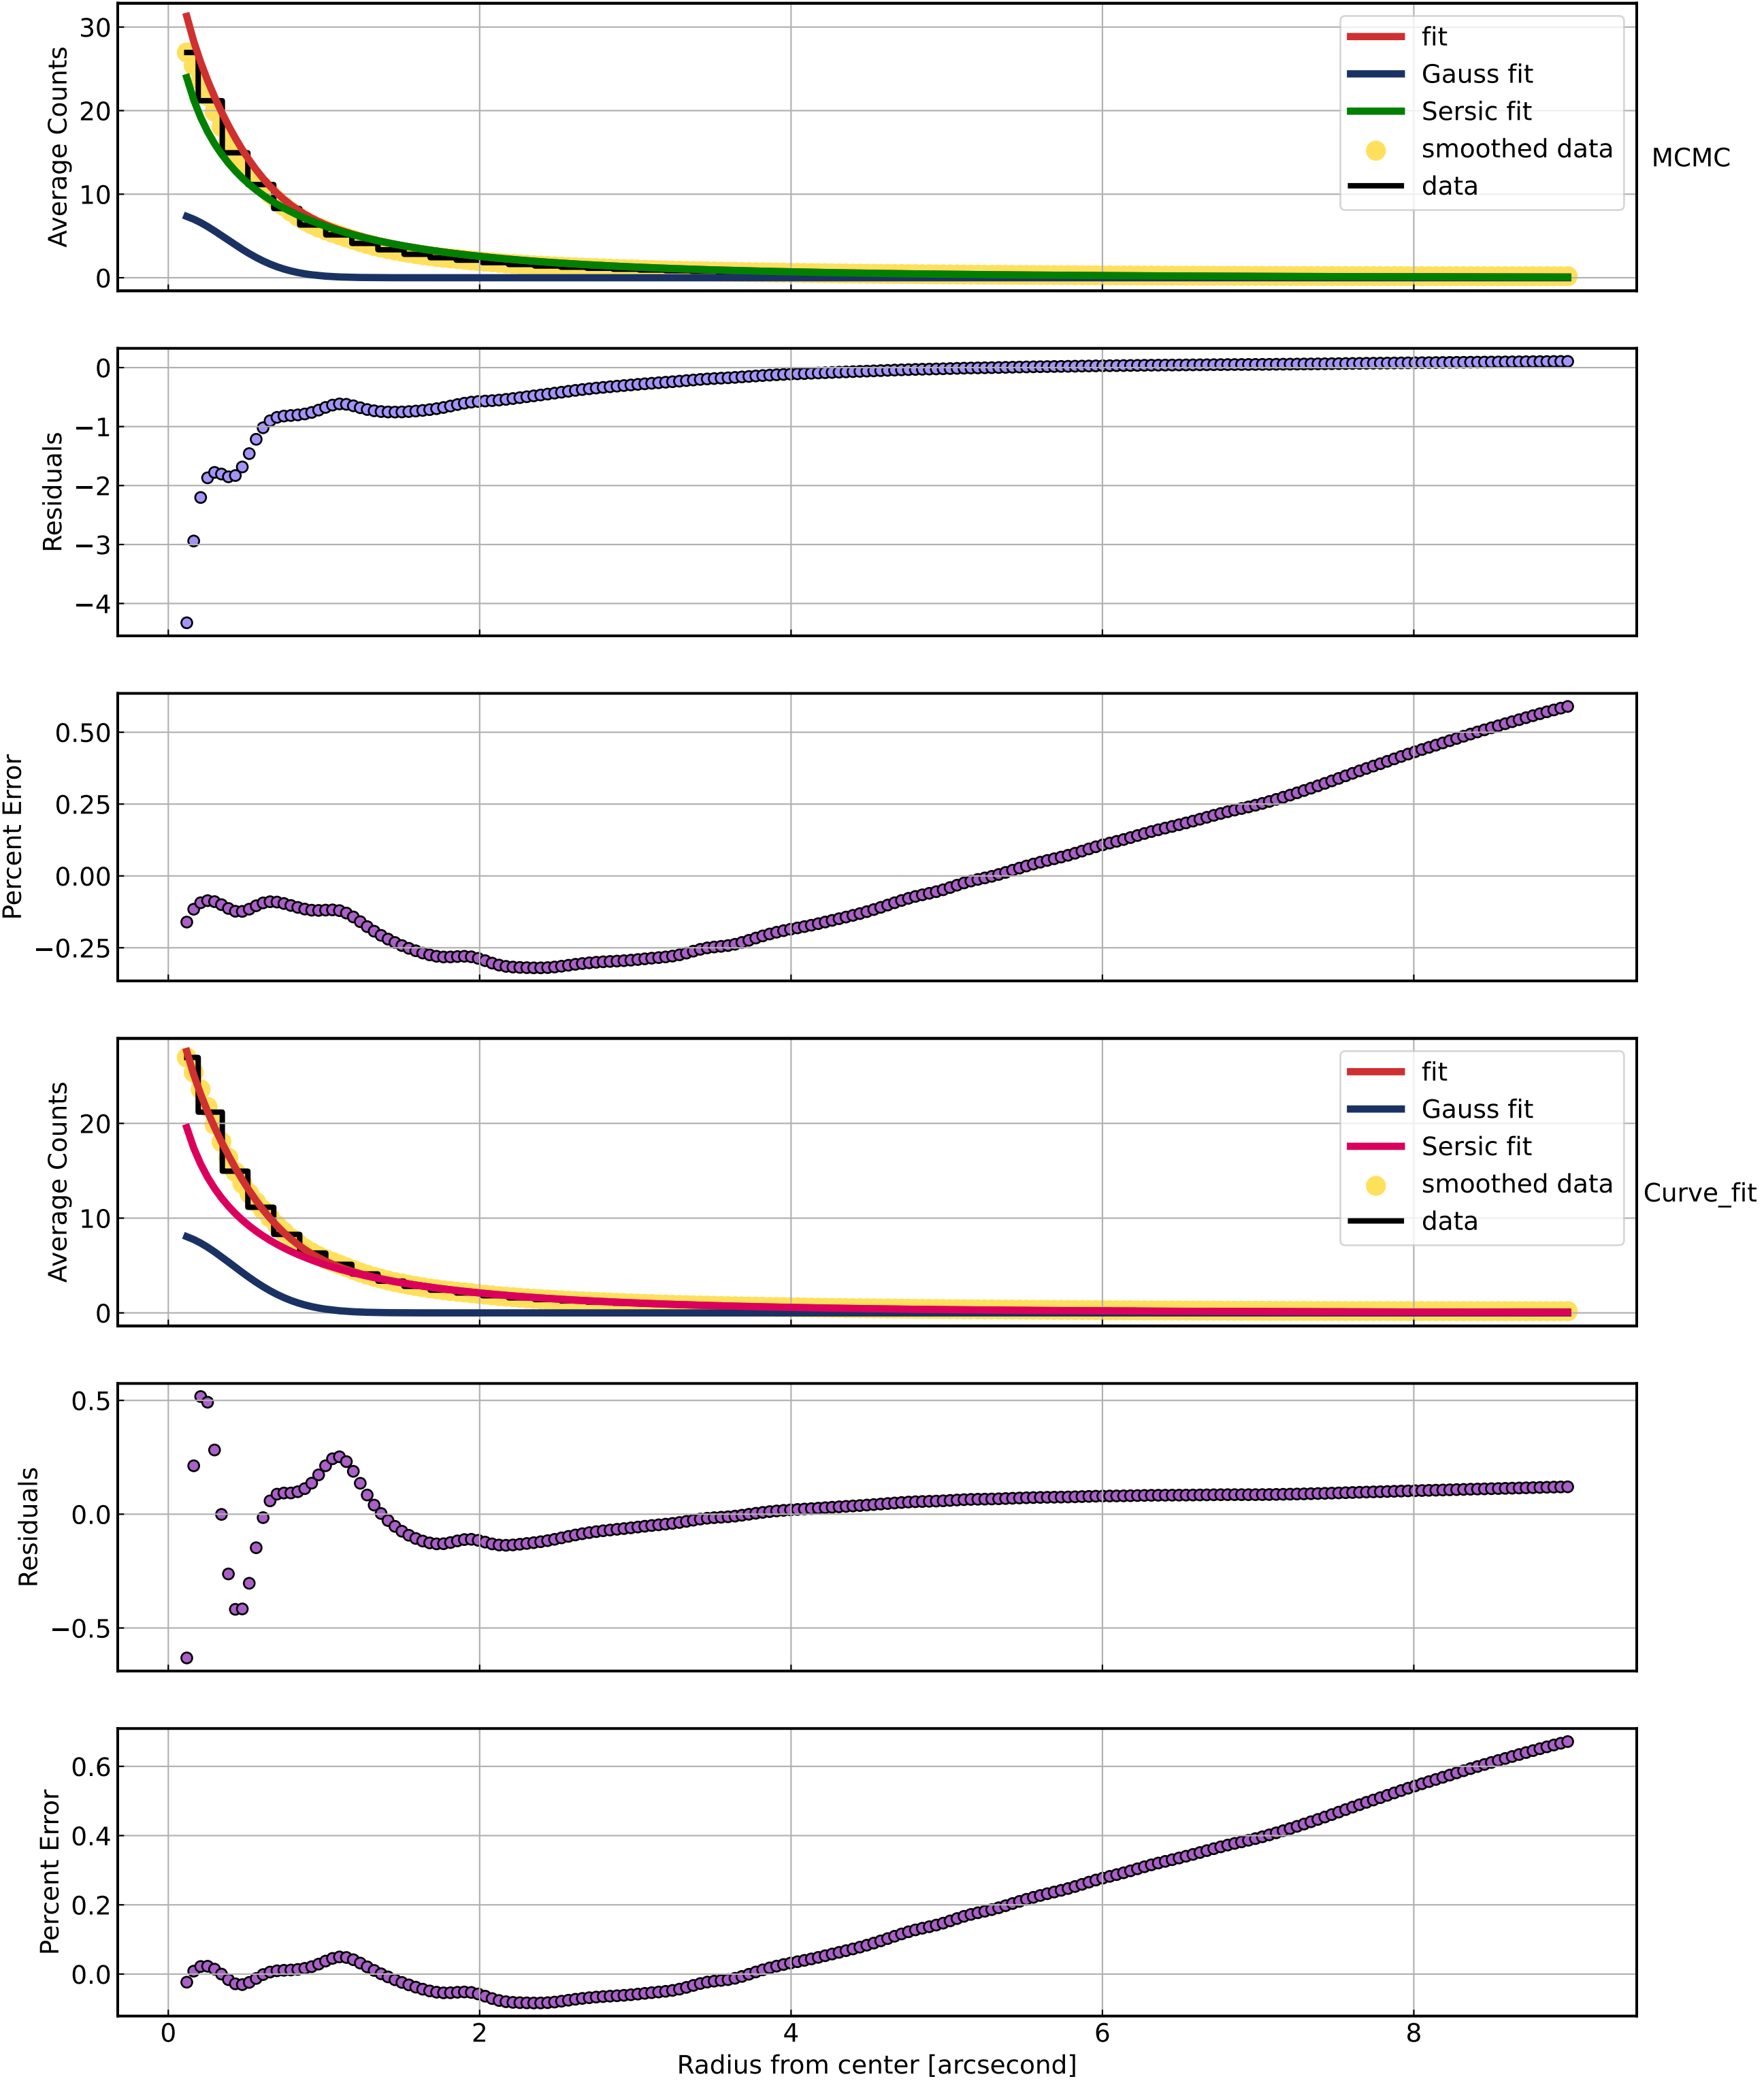 30
20
10
0
Average Counts
fit
Gauss fit
Sersic fit
smoothed data
data
MCMC
0
−1
−2
−3
−4
Residuals
0.50
0.25
0.00
−0.25
Percent Error
20
10
0
Average Counts
fit
Gauss fit
Sersic fit
smoothed data
data
Curve_fit
0.5
0.0
−0.5
Residuals
0.6
0.4
0.2
0.0
Percent Error
0 2 4 6 8
Radius from center [arcsecond]